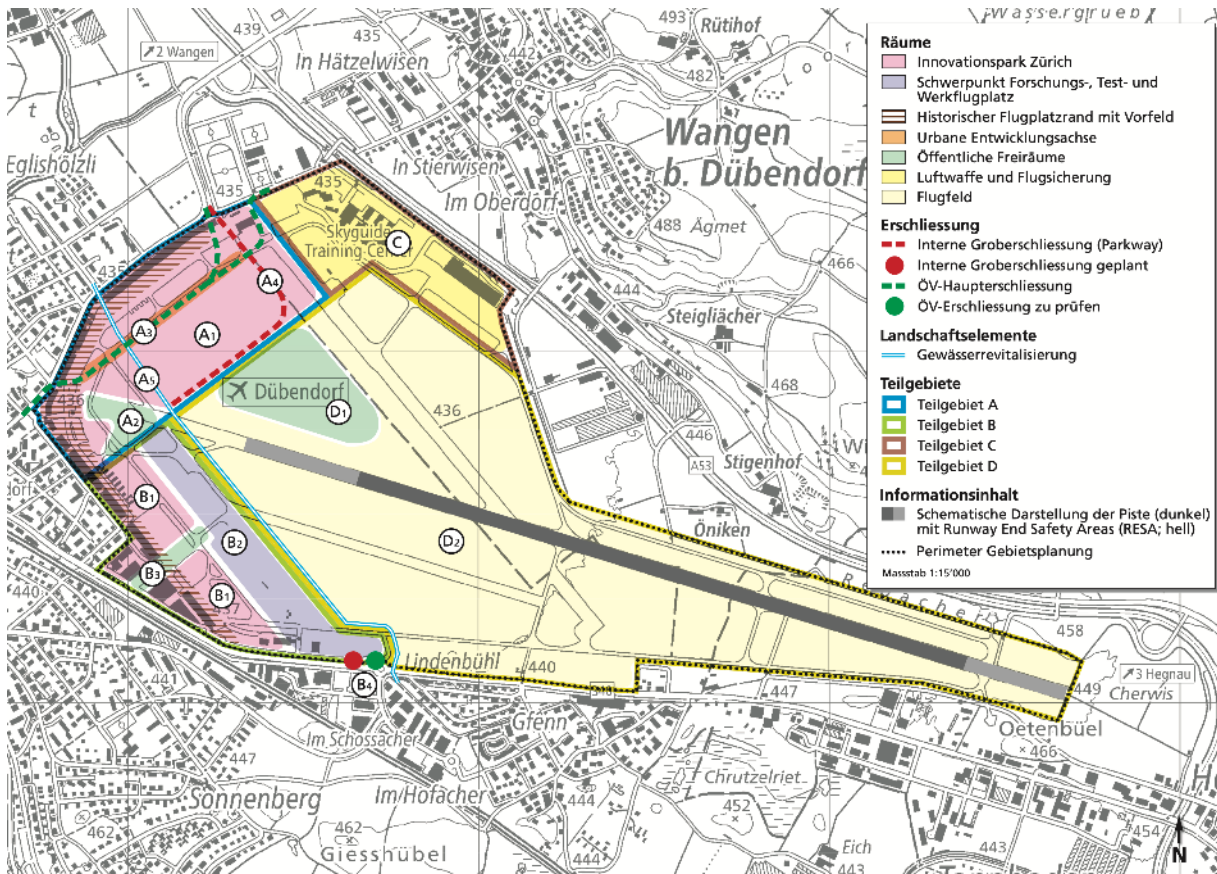 Wassergrueb
493
Rütihof
435
439
2 Wangen
In Hätzelwisen
442
482
Loo
Eglishölzli
Wangen
b. Dübendorf
In Stierwisen
435
435
Im Oberdorf
488
Ägmet
466
Skyguide
Training-Center
C
435
A4
444
Steigliächer
A3
A1
A5
468
436
Dübendorf
D1
436
A2
446
A53
Stigenhof
B1
Öniken
B2
D2
B3
B1
440
458
Lindenbühl
440
3 Hegnau
B4
447
449
Cherwis
441
Gfenn
Oetenbüel
466
Im Schossacher
447
Chrutzelriet
Sonnenberg
Im Hofacher
444
452
462
462
454
Giesshübel
444
Eich
443
443
N
Räume
Innovationspark Zürich
Schwerpunkt Forschungs-, Test- und
Werkflugplatz
Historischer Flugplatzrand mit Vorfeld
Urbane Entwicklungsachse
Öffentliche Freiräume
Luftwaffe und Flugsicherung
Flugfeld
Erschliessung
Interne Groberschliessung (Parkway)
Interne Groberschliessung geplant
ÖV-Haupterschliessung
ÖV-Erschliessung zu prüfen
Landschaftselemente
Gewässerrevitalisierung
Teilgebiete
Teilgebiet A
Teilgebiet B
Teilgebiet C
Teilgebiet D
Informationsinhalt
Schematische Darstellung der Piste (dunkel)
mit Runway End Safety Areas (RESA; hell)
Perimeter Gebietsplanung
Massstab 1:15'000